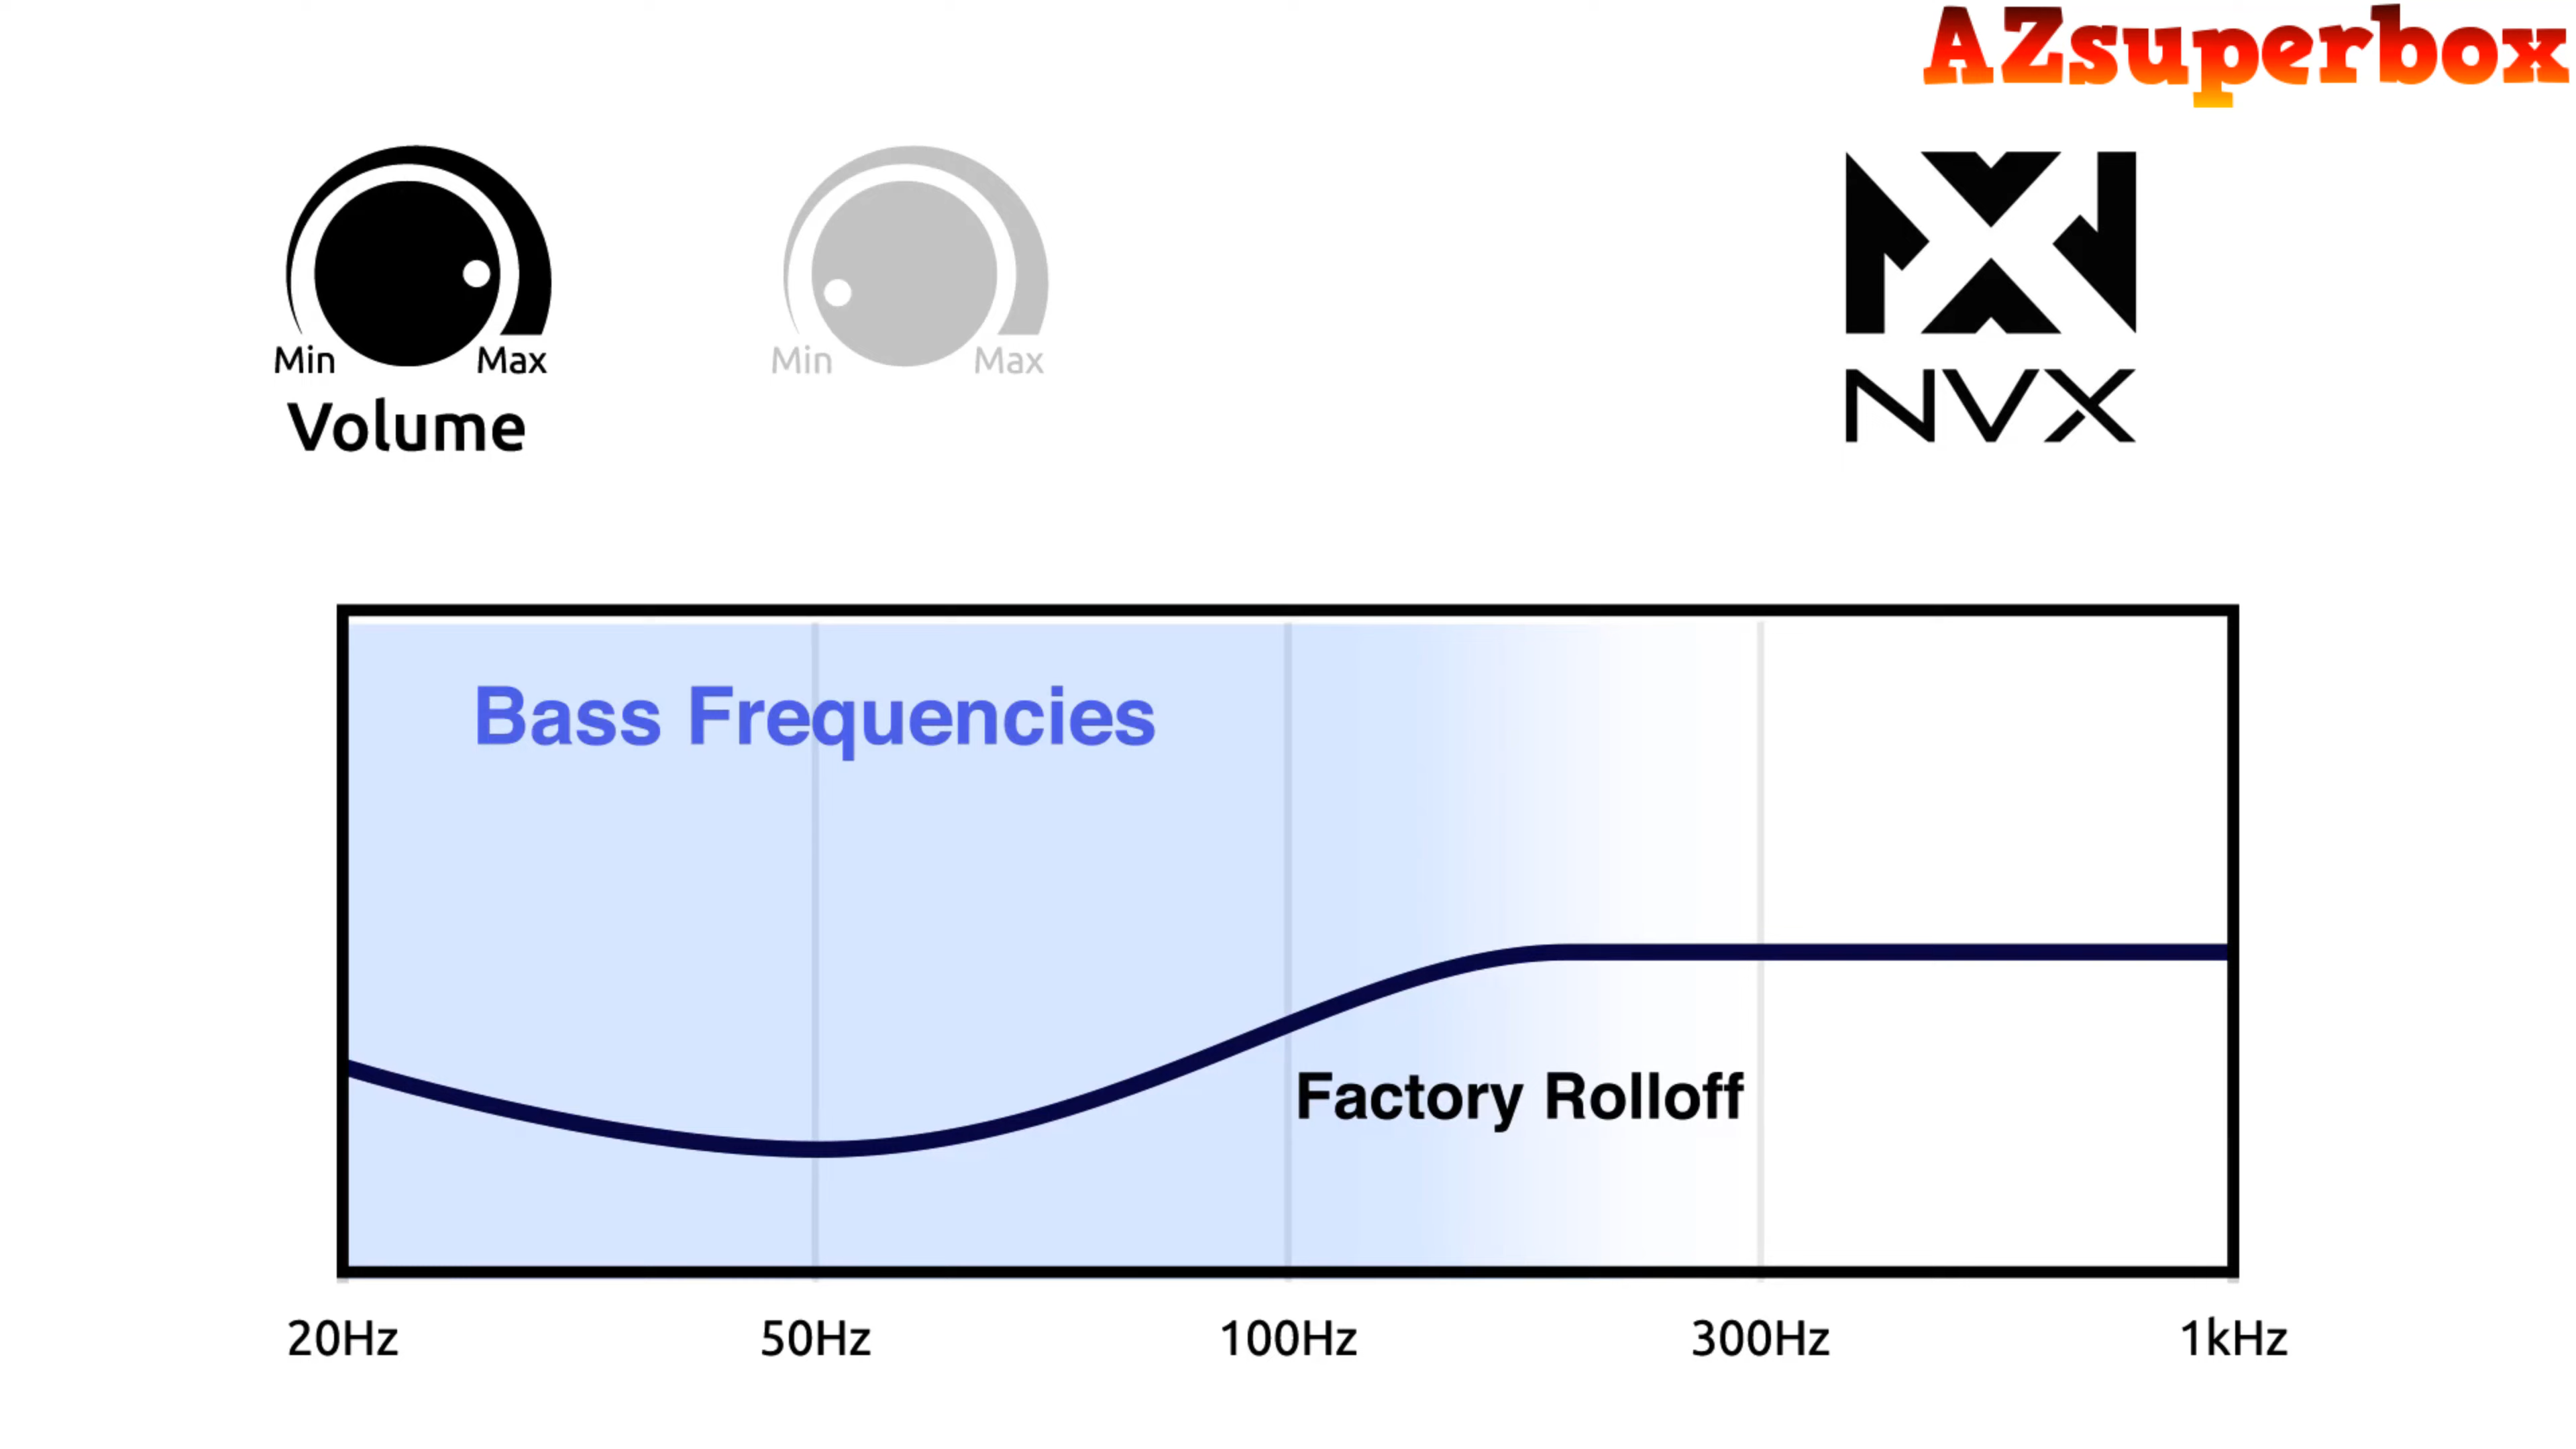 AZsuperbox
Min Max
Volume
Min Max
NVX
Bass Frequencies
Factory Rolloff
20Hz 50Hz 100Hz 300Hz 1kHz